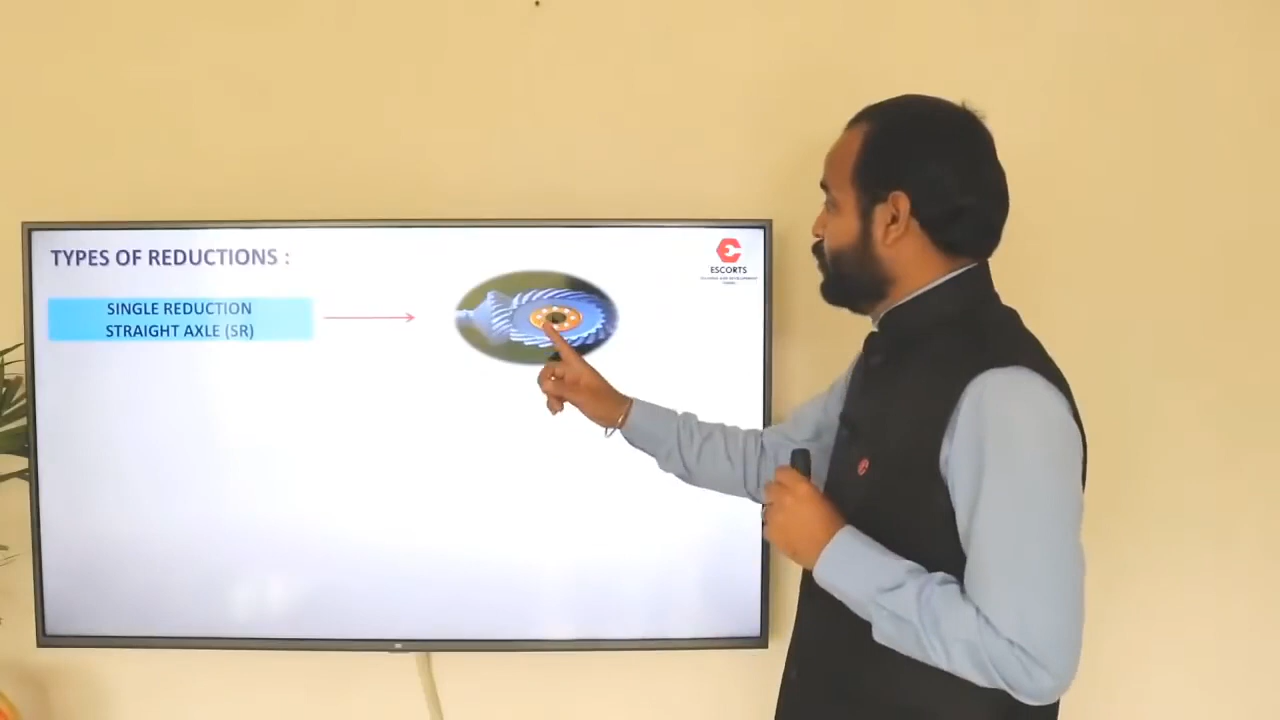 TYPES OF REDUCTIONS :
ESCORTS
SINGLE REDUCTION
STRAIGHT AXLE (SR)